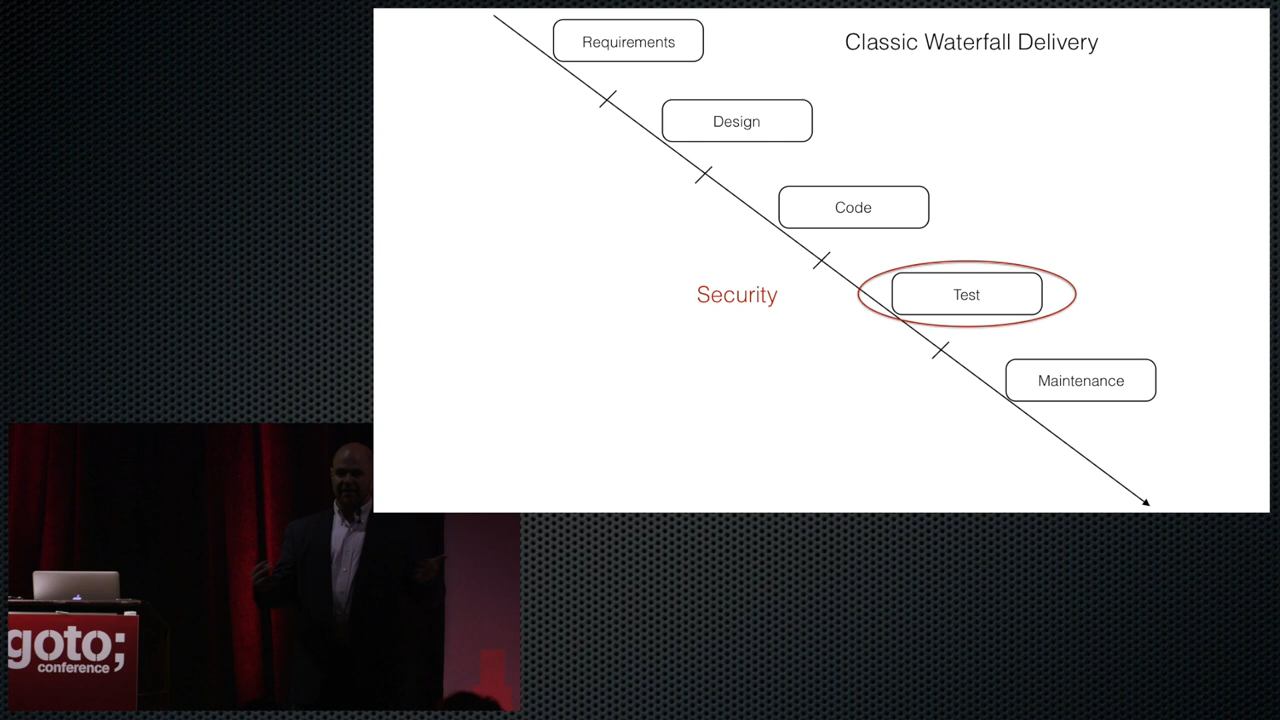 Requirements
Classic Waterfall Delivery
Design
Code
Security
Test
Maintenance
goto;
conference